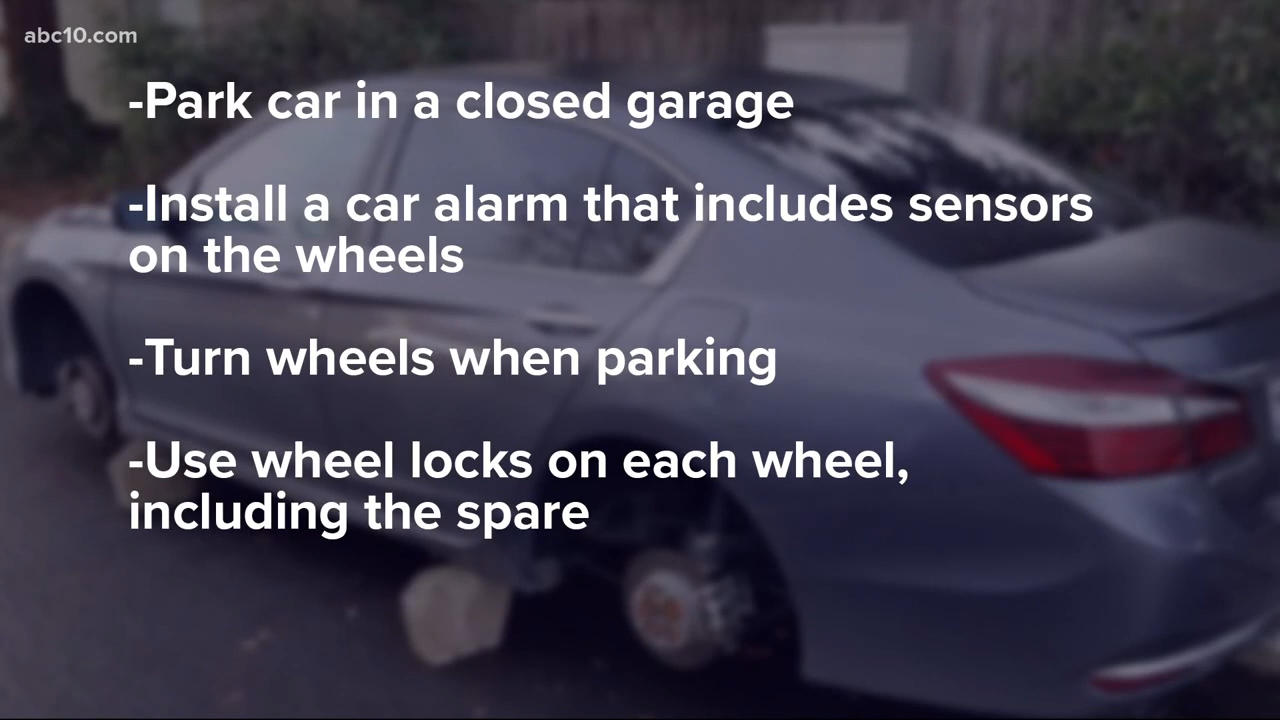 abc10.com
-Park car in a closed garage
-Install a car alarm that includes sensors
on the wheels
-Turn wheels when parking
-Use wheel locks on each wheel,
including the spare